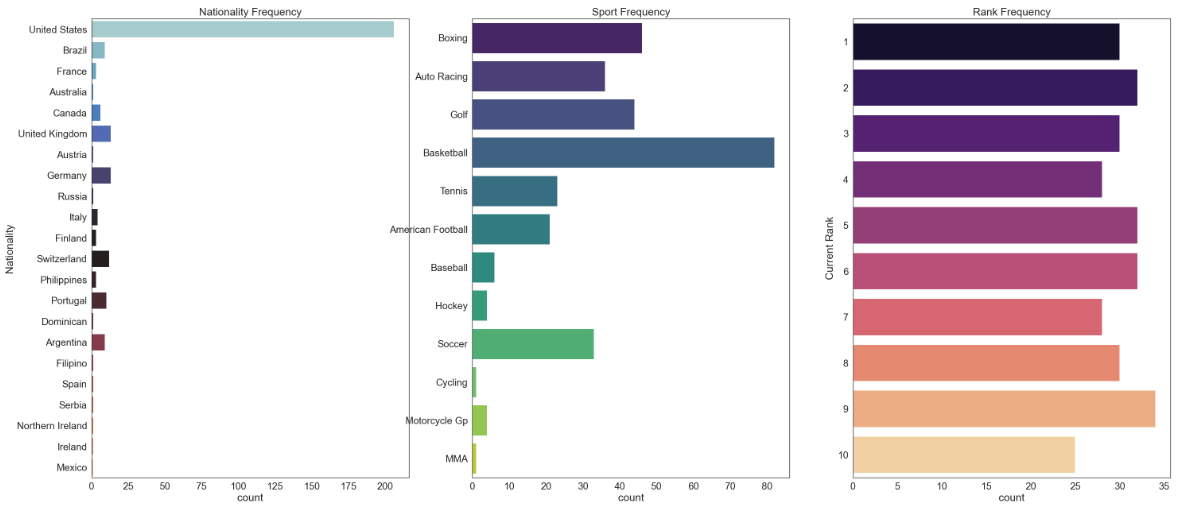 Nationality Frequency
Nationality
United States
Brazil
France
Australia
Canada
United Kingdom
Austria
Germany
Russia
Italy
Finland
Switzerland
Philippines
Portugal
Dominican
Argentina
Filipino
Spain
Serbia
Northern Ireland
Ireland
Mexico
0 25 50 75 100 125 150 175 200
count
Sport Frequency
Boxing
Auto Racing
Golf
Basketball
Tennis
American Football
Baseball
Hockey
Soccer
Cycling
Motorcycle Gp
MMA
0 10 20 30 40 50 60 70 80
count
Rank Frequency
Current Rank
1
2
3
4
5
6
7
8
9
10
0 5 10 15 20 25 30 35
count